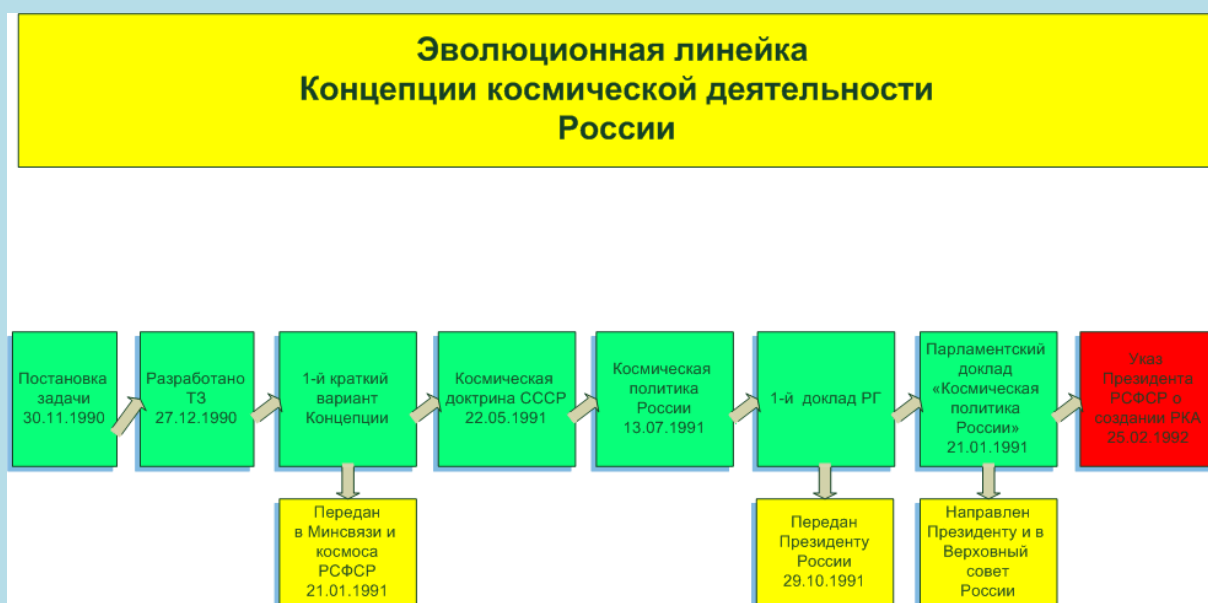 Эволюционная линейка
Концепции космической деятельности
России
Постановка
задачи
30.11.1990
Разработано
ТЗ
27.12.1990
1-й краткий
вариант
Концепции
Космическая
доктрина СССР
22.05.1991
Космическая
политика
России
13.07.1991
1-й доклад РГ
Парламентский
доклад
«Космическая
политика
России»
21.01.1991
Указ
Президента
РСФСР о
создании РКА
25.02.1992
Передан
в Минсвязи и
космоса
РСФСР
21.01.1991
Передан
Президенту
России
29.10.1991
Направлен
Президенту и в
Верховный
совет
России